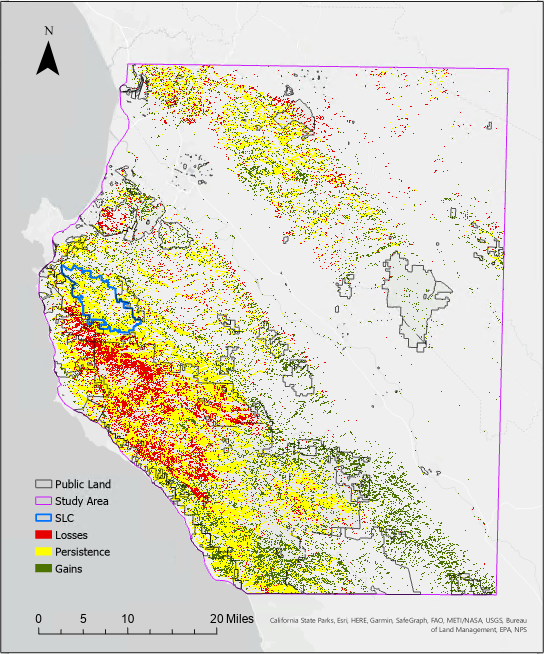 N
Public Land
Study Area
SLC
Losses
Persistence
Gains
0 5 10 20 Miles
California State Parks, Esri, HERE, Garmin, SafeGraph, FAO, METI/NASA, USGS, Bureau
of Land Management, EPA, NPS